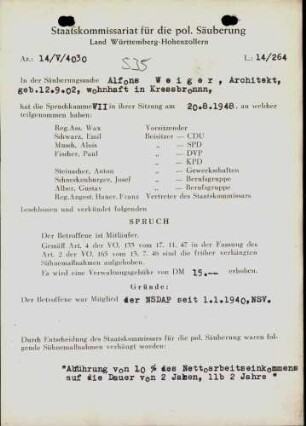 Staatskommissariat für die pol. Säuberung
Land Württemberg-Hohenzollern
Az.: 14/V/4030
535
L.: 14/264
In der Säuberungssache Alfons Weiger, Architekt,
geb.12.9.02, wohnhaft in Kressbronn,
hat die Spruchkammer VII in ihrer Sitzung am 20.8.1948. an welcher
teilgenommen haben:
Reg.Ass. Wax Vorsitzender
Schwarz, Emil Beisitzer — CDU
Musch, Alois „ — SPD
Fischer, Paul „ — DVP
„ — KPD
Steinacher, Anton „ — Gewerkschaften
Schneckenburger, Josef „ — Berufsgruppe
Alber, Gustav „ — Berufsgruppe
Reg.Angest. Hauer, Franz Vertreter des Staatskommissars
beschlossen und verkündet folgenden
SPRUCH
Der Betroffene ist Mitläufer.
Gemäß Art. 4 der VO. 133 vom 17. 11. 47 in der Fassung des
Art. 2 der VO. 165 vom 13. 7. 48 sind die früher verhängten
Sühnemaßnahmen aufgehoben.
Es wird eine Verwaltungsgebühr von DM 15.— erhoben.
Gründe:
Der Betroffene war Mitglied der NSDAP seit 1.1.1940, NSV.
Durch Entscheidung des Staatskommissars für die pol. Säuberung waren fol-
gende Sühnemaßnahmen verhängt worden:
"Abführung von 10 % des Nettoarbeitseinkommens
auf die Dauer von 2 Jahen, 11b 2 Jahre "